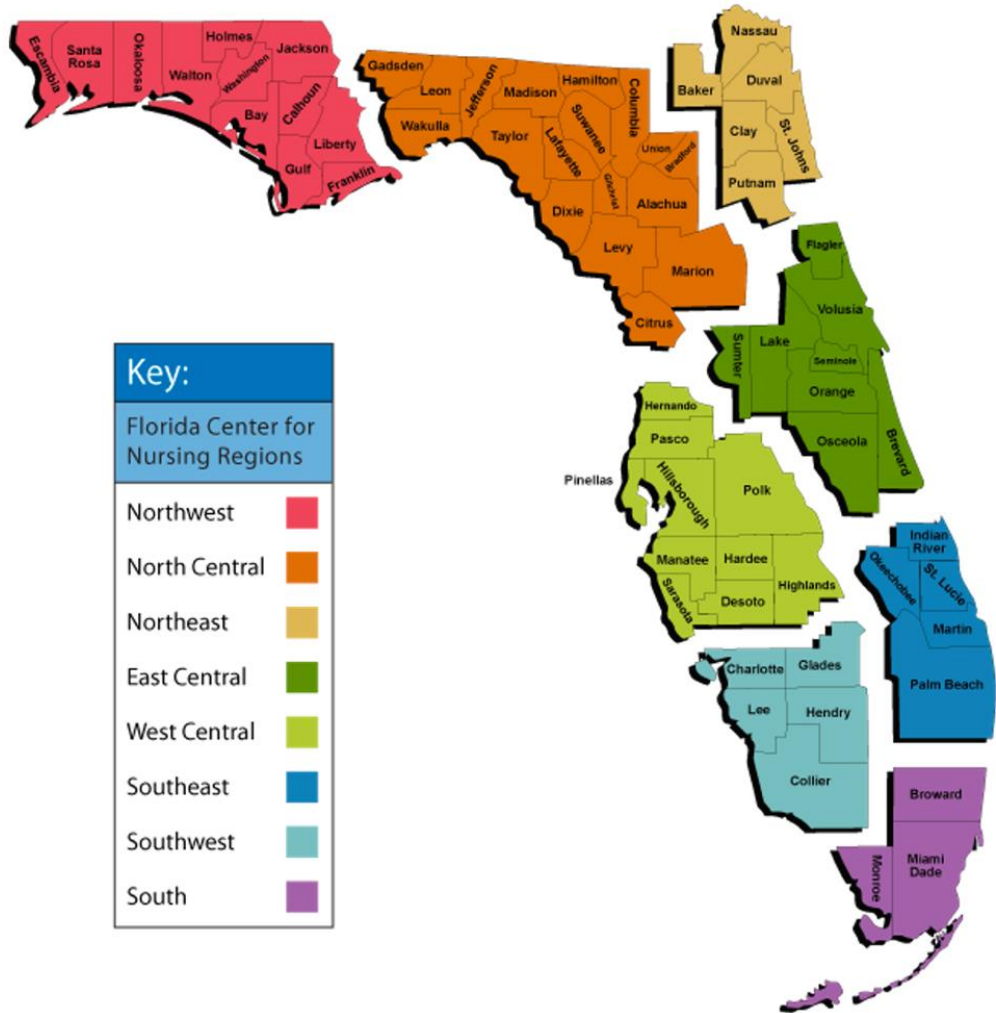 Escambia
Santa
Rosa
Okaloosa
Walton
Holmes
Washington
Jackson
Bay
Calhoun
Gulf
Liberty
Franklin
Gadsden
Leon
Wakulla
Jefferson
Madison
Taylor
Hamilton
Suwanee
Lafayette
Columbia
Union
Bradford
Gilchrist
Alachua
Dixie
Levy
Marion
Citrus
Nassau
Baker
Duval
Clay
St. Johns
Putnam
Flagler
Volusia
Sumter
Lake
Seminole
Orange
Osceola
Brevard
Hernando
Pasco
Pinellas
Hillsborough
Polk
Manatee
Hardee
Highlands
Sarasota
Desoto
Indian
River
Okeechobee
St. Lucie
Martin
Palm Beach
Charlotte
Glades
Lee
Hendry
Collier
Broward
Monroe
Miami
Dade
Key:
Florida Center for
Nursing Regions
Northwest
North Central
Northeast
East Central
West Central
Southeast
Southwest
South